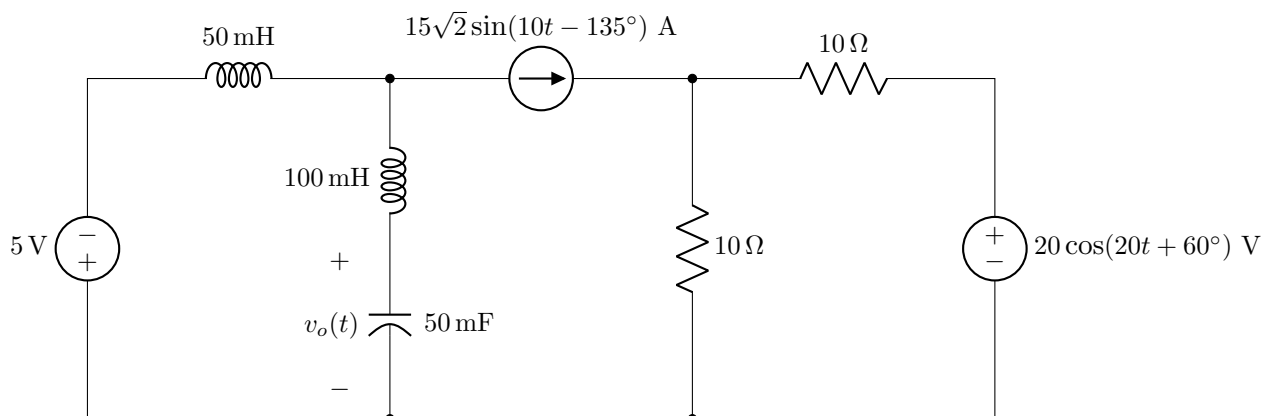 15√2 sin(10t − 135°) A
50 mH
10 Ω
100 mH
5 V
−
+
10 Ω
+
−
20 cos(20t + 60°) V
+
v_o(t)
50 mF
−